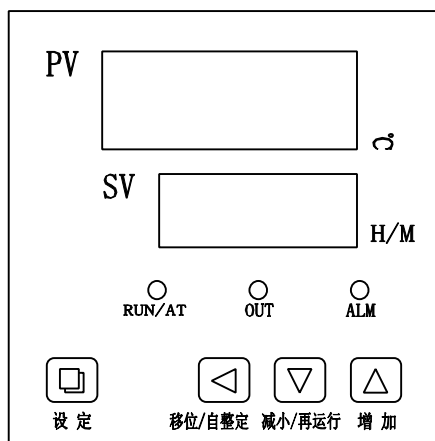 PV
℃
SV
H/M
RUN/AT OUT ALM
设 定 移位/自整定 减小/再运行 增 加